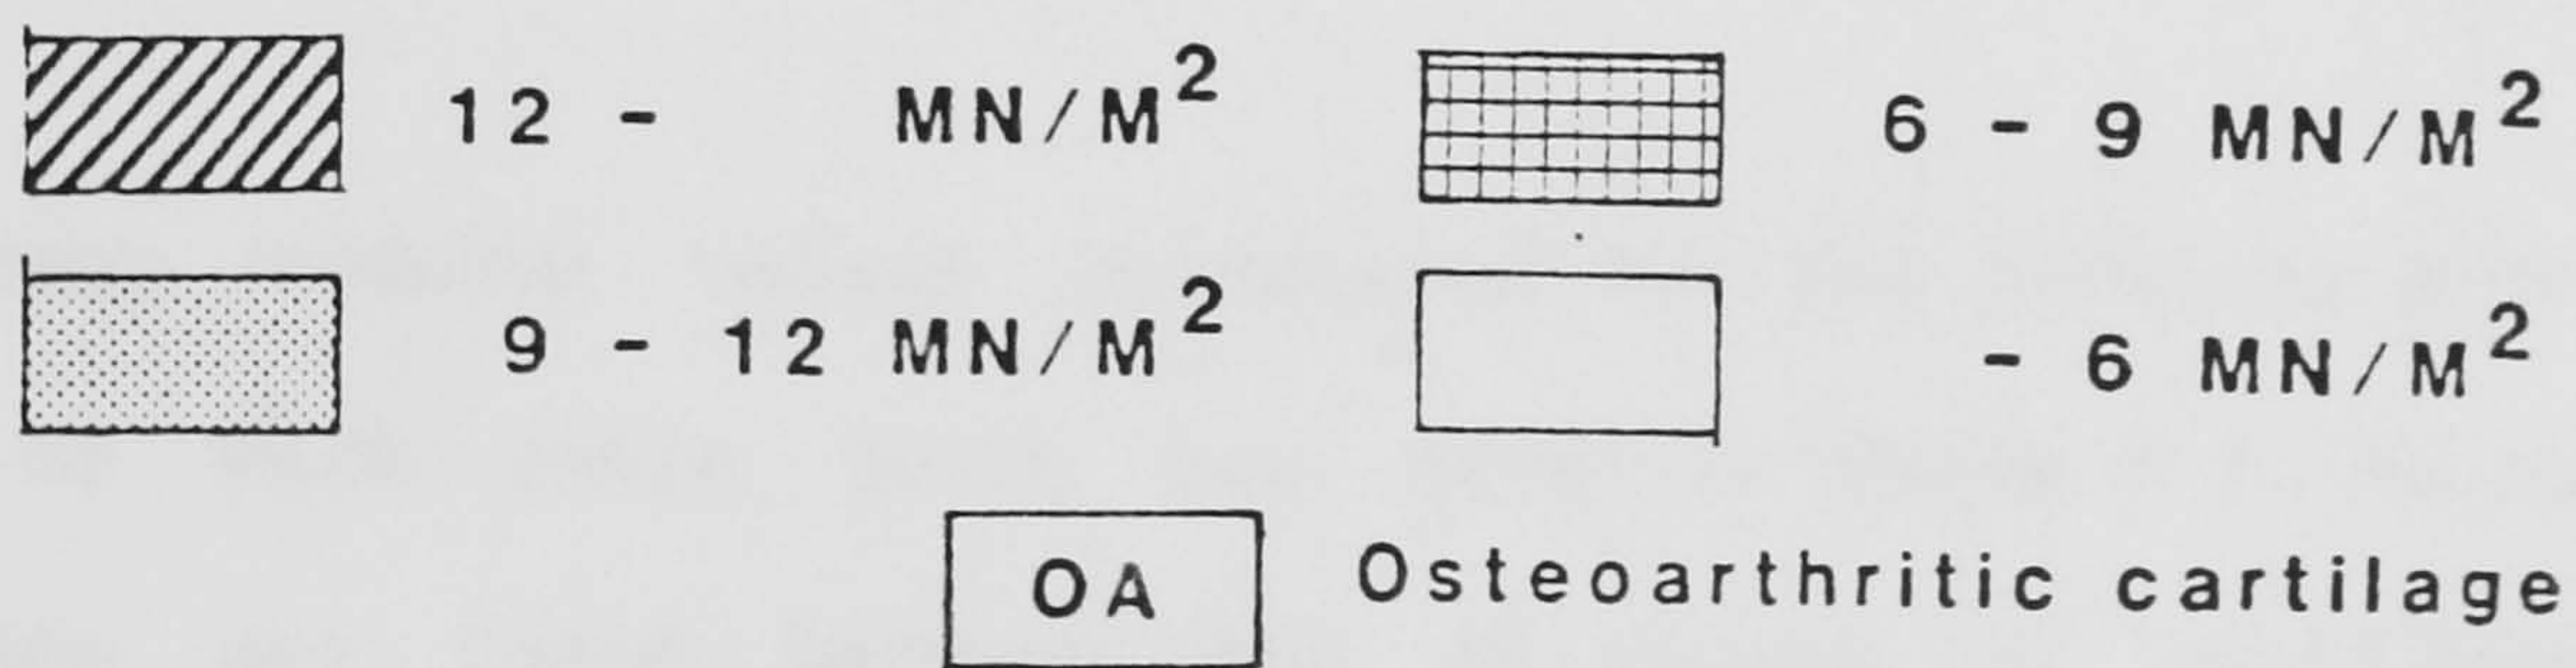 12 - MN/M² 6 - 9 MN/M²
9 - 12 MN/M² - 6 MN/M²
OA Osteoarthritic cartilage